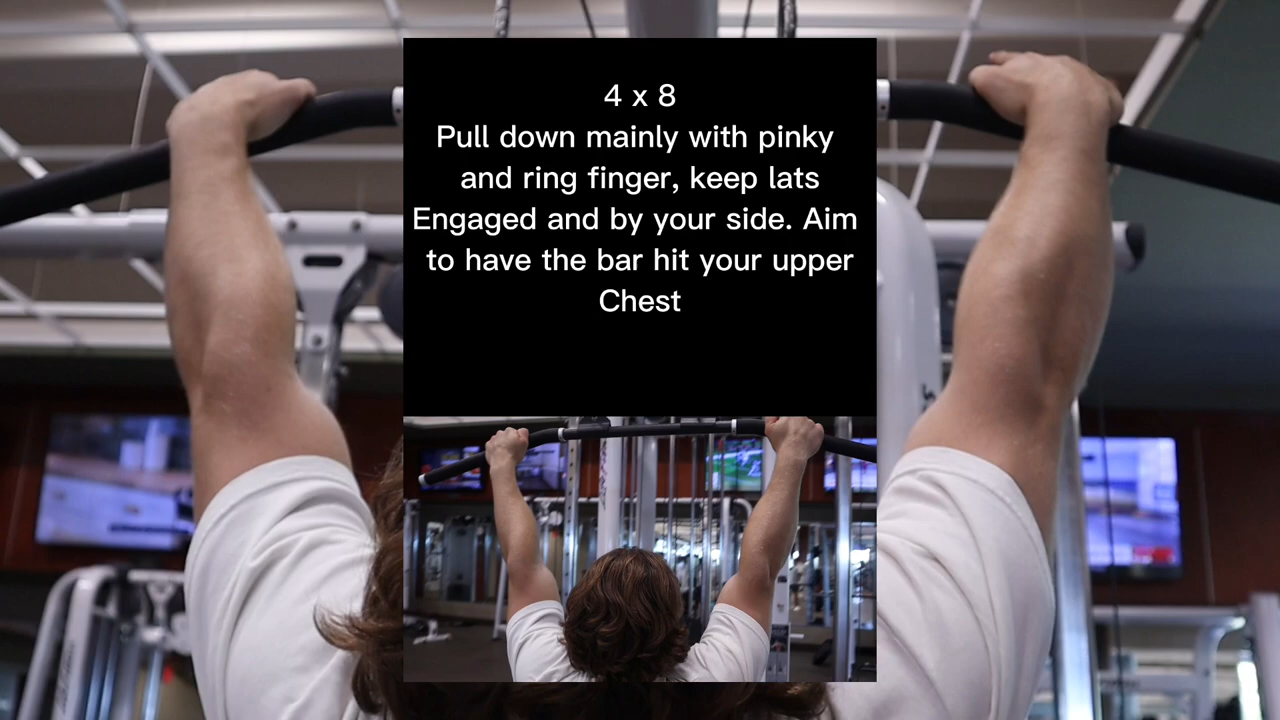 4 x 8
Pull down mainly with pinky
and ring finger, keep lats
Engaged and by your side. Aim
to have the bar hit your upper
Chest